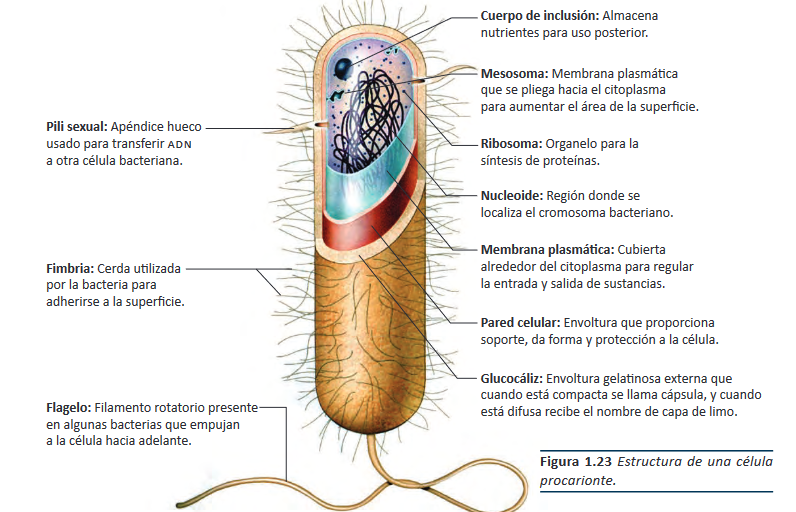 Cuerpo de inclusión: Almacena
nutrientes para uso posterior.
Mesosoma: Membrana plasmática
que se pliega hacia el citoplasma
para aumentar el área de la superficie.
Pili sexual: Apéndice hueco
usado para transferir ADN
a otra célula bacteriana.
Ribosoma: Organelo para la
síntesis de proteínas.
Nucleoide: Región donde se
localiza el cromosoma bacteriano.
Membrana plasmática: Cubierta
alrededor del citoplasma para regular
la entrada y salida de sustancias.
Fimbria: Cerda utilizada
por la bacteria para
adherirse a la superficie.
Pared celular: Envoltura que proporciona
soporte, da forma y protección a la célula.
Glucocáliz: Envoltura gelatinosa externa que
cuando está compacta se llama cápsula, y cuando
está difusa recibe el nombre de capa de limo.
Flagelo: Filamento rotatorio presente
en algunas bacterias que empujan
a la célula hacia adelante.
Figura 1.23 Estructura de una célula
procarionte.